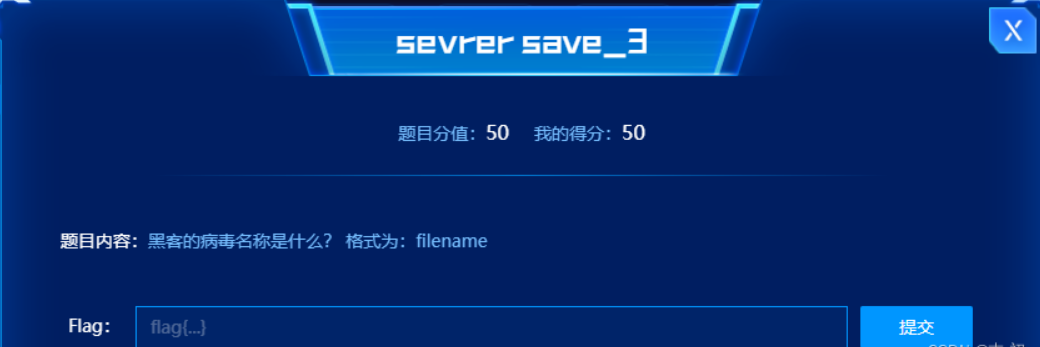 sevrer save_3
X
题目分值：50 我的得分：50
题目内容：黑客的病毒名称是什么？ 格式为：filename
Flag： flag{...} 提交